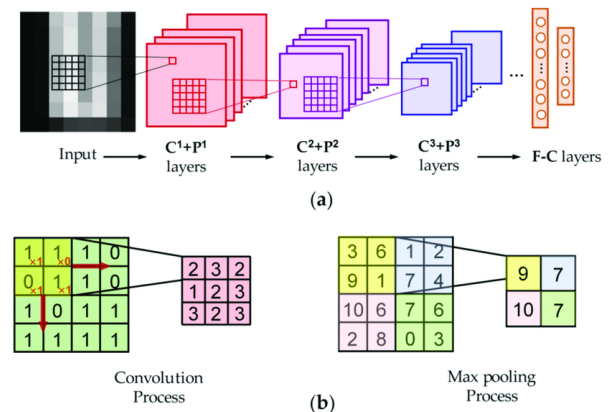 Input
C¹+P¹
layers
C²+P²
layers
C³+P³
layers
F-C layers
(a)
1×1 1×0 1 0
0×1 1×1 1 0
1 0 1 1
1 1 1 1
2 3 2
1 2 3
3 2 3
3 6 1 2
9 1 7 4
10 6 7 6
2 8 0 3
9 7
10 7
Convolution
Process
Max pooling
Process
(b)